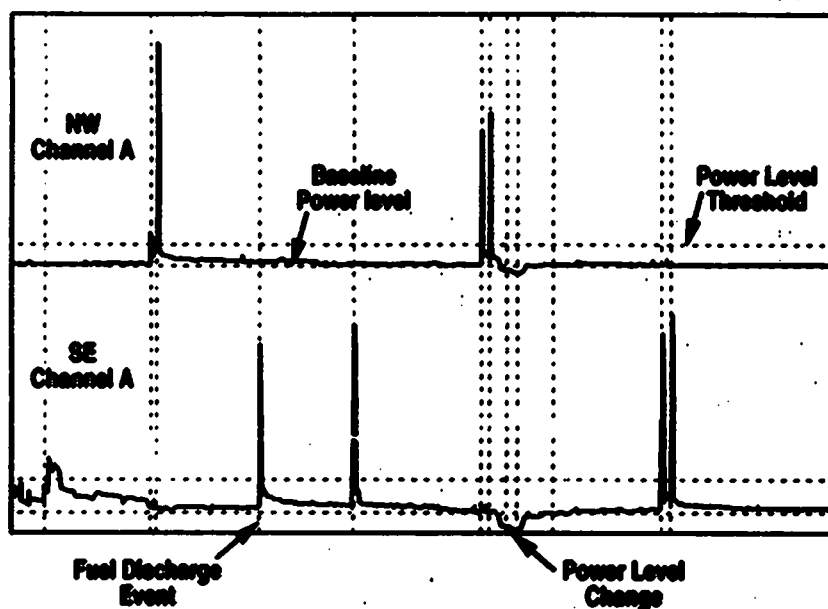 NW
Channel A
Baseline
Power level
Power Level
Threshold
SE
Channel A
Fuel Discharge
Event
Power Level
Change